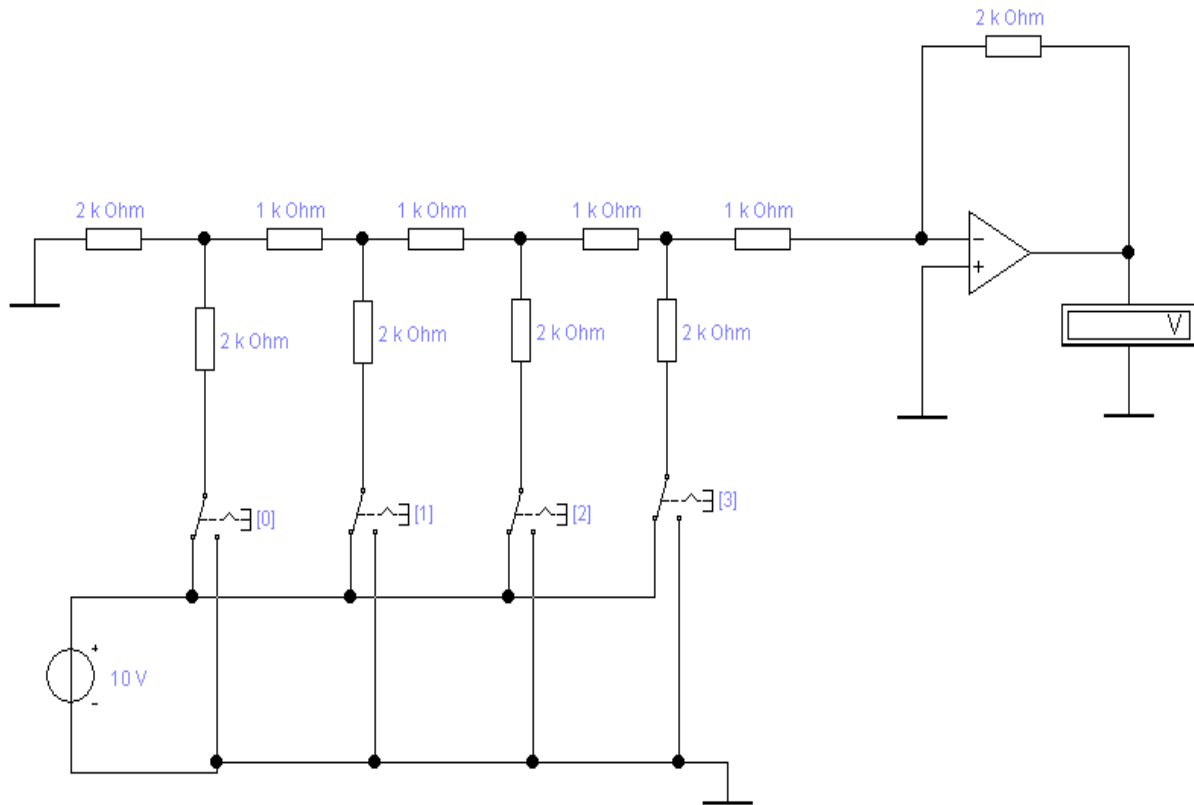 2 k Ohm
2 k Ohm
1 k Ohm
1 k Ohm
1 k Ohm
1 k Ohm
−
+
V
2 k Ohm
2 k Ohm
2 k Ohm
2 k Ohm
[0]
[1]
[2]
[3]
+
10 V
−